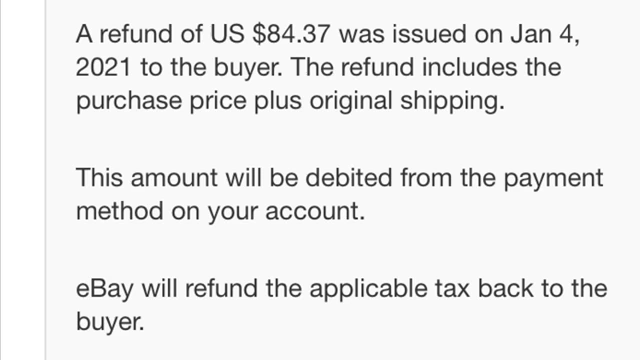 A refund of US $84.37 was issued on Jan 4,
2021 to the buyer. The refund includes the
purchase price plus original shipping.
This amount will be debited from the payment
method on your account.
eBay will refund the applicable tax back to the
buyer.